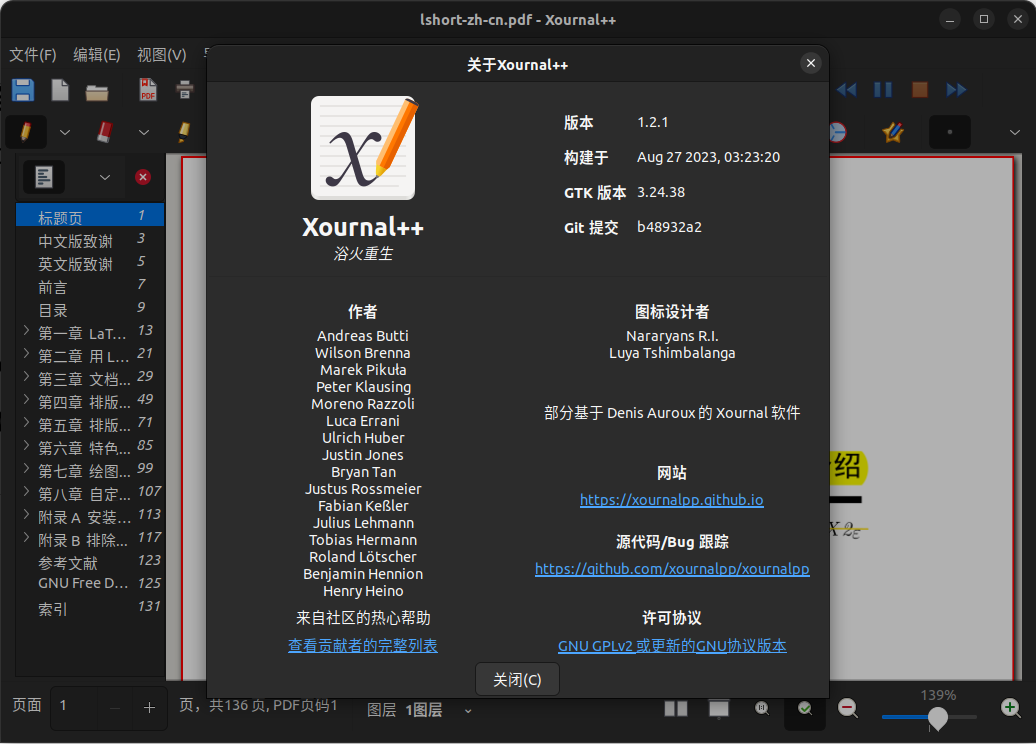 lshort-zh-cn.pdf - Xournal++
文件(F) 编辑(E) 视图(V)
PDF
关于Xournal++
Xournal++
浴火重生
版本 1.2.1
构建于 Aug 27 2023, 03:23:20
GTK 版本 3.24.38
Git 提交 b48932a2
作者
Andreas Butti
Wilson Brenna
Marek Pikuła
Peter Klausing
Moreno Razzoli
Luca Errani
Ulrich Huber
Justin Jones
Bryan Tan
Justus Rossmeier
Fabian Keßler
Julius Lehmann
Tobias Hermann
Roland Lötscher
Benjamin Hennion
Henry Heino
来自社区的热心帮助
查看贡献者的完整列表
图标设计者
Nararyans R.I.
Luya Tshimbalanga
部分基于 Denis Auroux 的 Xournal 软件
网站
https://xournalpp.github.io
源代码/Bug 跟踪
https://github.com/xournalpp/xournalpp
许可协议
GNU GPLv2 或更新的GNU协议版本
关闭(C)
标题页 1
中文版致谢 3
英文版致谢 5
前言 7
目录 9
第一章 LaT... 13
第二章 用 L... 21
第三章 文档... 29
第四章 排版... 49
第五章 排版... 71
第六章 特色... 85
第七章 绘图... 99
第八章 自定... 107
附录 A 安装... 113
附录 B 排除... 117
参考文献 123
GNU Free D... 125
索引 131
绍
X 2ε
页面 1 页，共136 页, PDF页码1 图层 1图层 139%